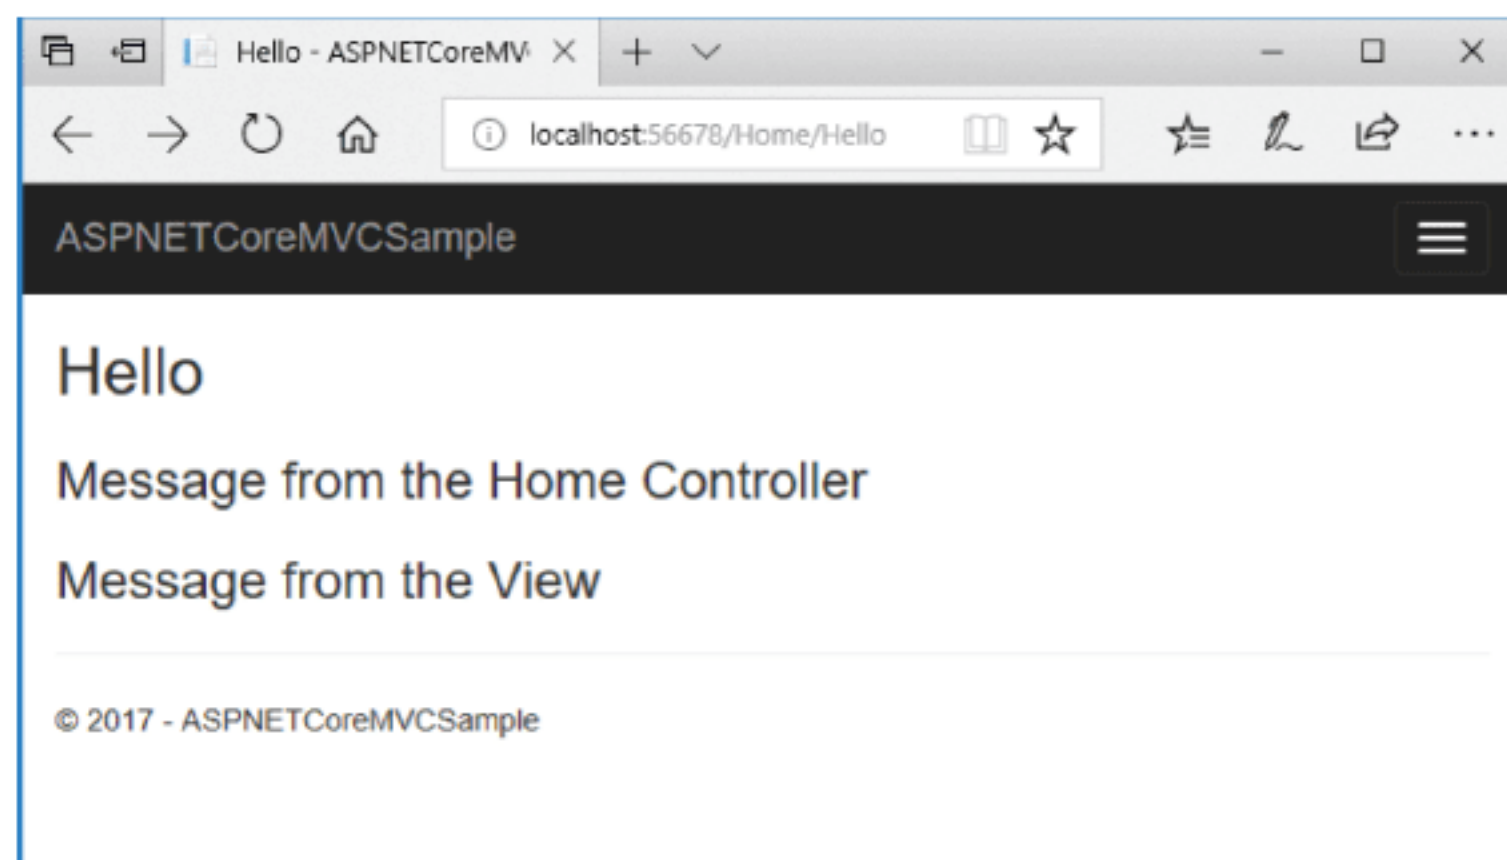 Hello - ASPNETCoreMV
localhost:56678/Home/Hello
ASPNETCoreMVCSample
Hello
Message from the Home Controller
Message from the View
© 2017 - ASPNETCoreMVCSample